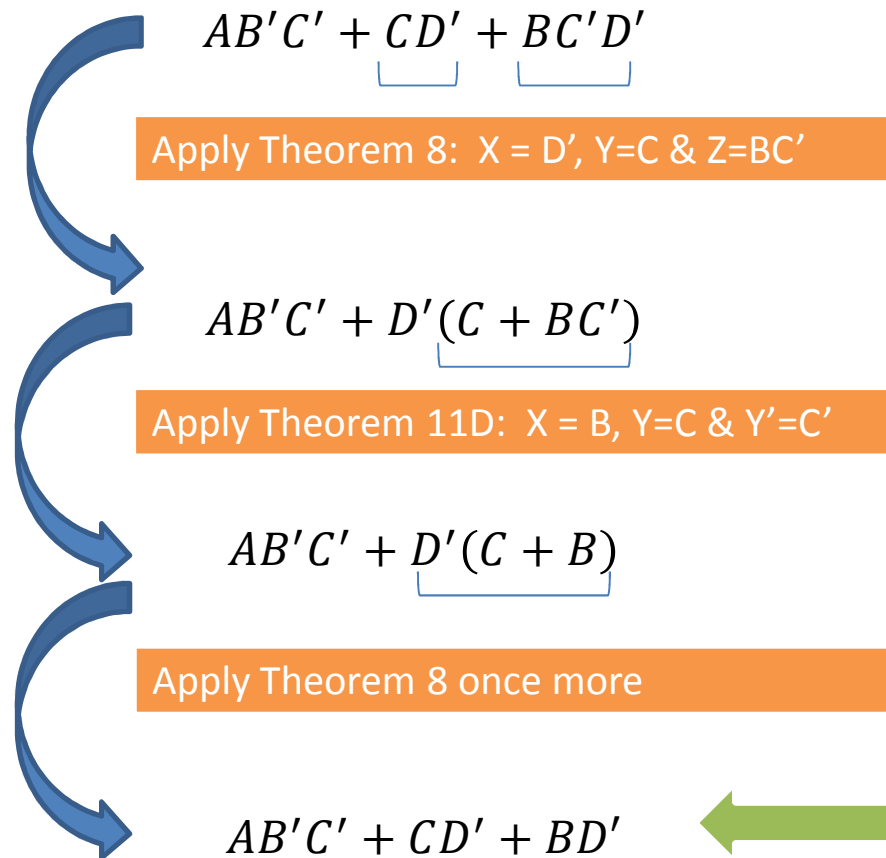 AB′C′ + CD′ + BC′D′
Apply Theorem 8: X = D’, Y=C & Z=BC’
AB′C′ + D′(C + BC′)
Apply Theorem 11D: X = B, Y=C & Y’=C’
AB′C′ + D′(C + B)
Apply Theorem 8 once more
AB′C′ + CD′ + BD′